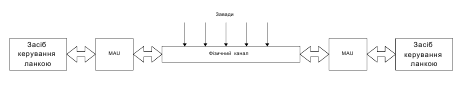 Завади
Засіб
керування
ланкою
MAU
Фізичний канал
MAU
Засіб
керування
ланкою